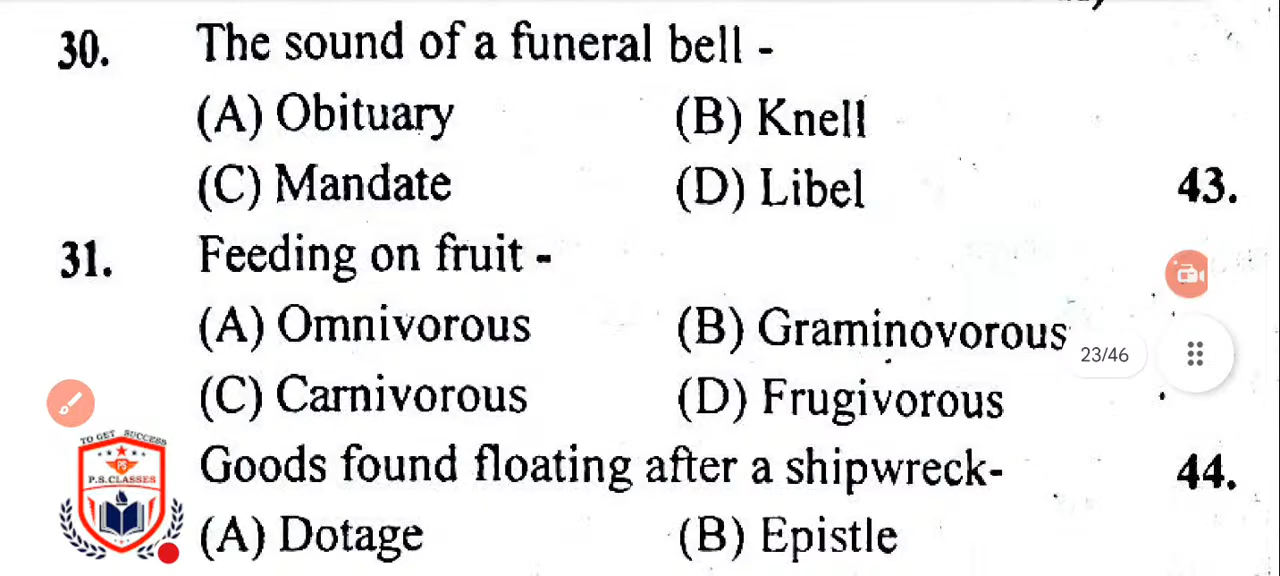 30. The sound of a funeral bell -
(A) Obituary (B) Knell
(C) Mandate (D) Libel
43.
31. Feeding on fruit -
(A) Omnivorous (B) Graminovorous
23/46
(C) Carnivorous (D) Frugivorous
TO GET SUCCESS
PS
P.S.CLASSES
Goods found floating after a shipwreck-
44.
(A) Dotage (B) Epistle